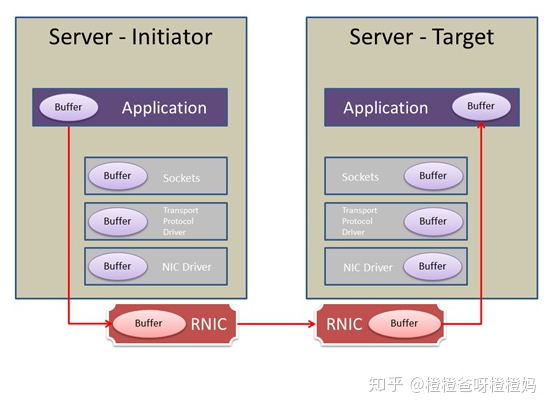 Server - Initiator
Server - Target
Buffer
Application
Application
Buffer
Buffer
Sockets
Sockets
Buffer
Buffer
Transport
Protocol
Driver
Transport
Protocol
Driver
Buffer
Buffer
NIC Driver
NIC Driver
Buffer
Buffer
RNIC
RNIC
Buffer
知乎 @橙橙爸呀橙橙妈